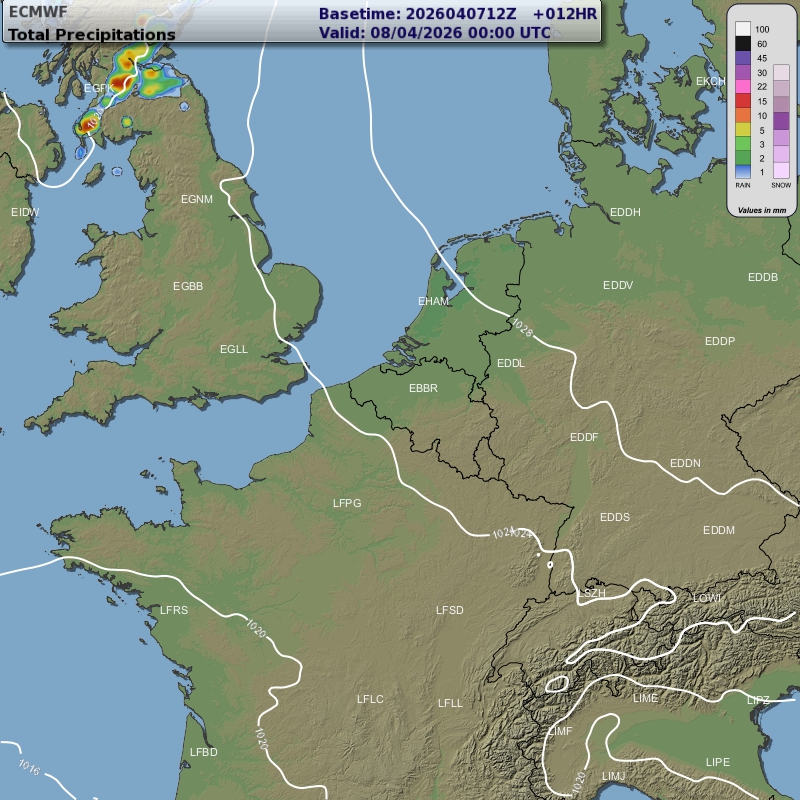 ECMWF
Basetime: 2026040712Z +012HR
Total Precipitations
Valid: 08/04/2026 00:00 UTC
100
60
45
30
22
15
10
5
3
2
1
RAIN SNOW
Values in mm
EGPK
EKCH
EIDW
EGNM
EDDH
EGBB
EDDV
EDDB
EHAM
1028
EGLL
EDDP
EDDL
EBBR
EDDF
EDDN
LFPG
EDDS
EDDM
1024
1024
LSZH
LOWI
LFRS
LFSD
1020
LFLC
LFLL
LIME
LIPZ
LIMF
1020
LFBD
1016
LIPE
LIMJ
1020